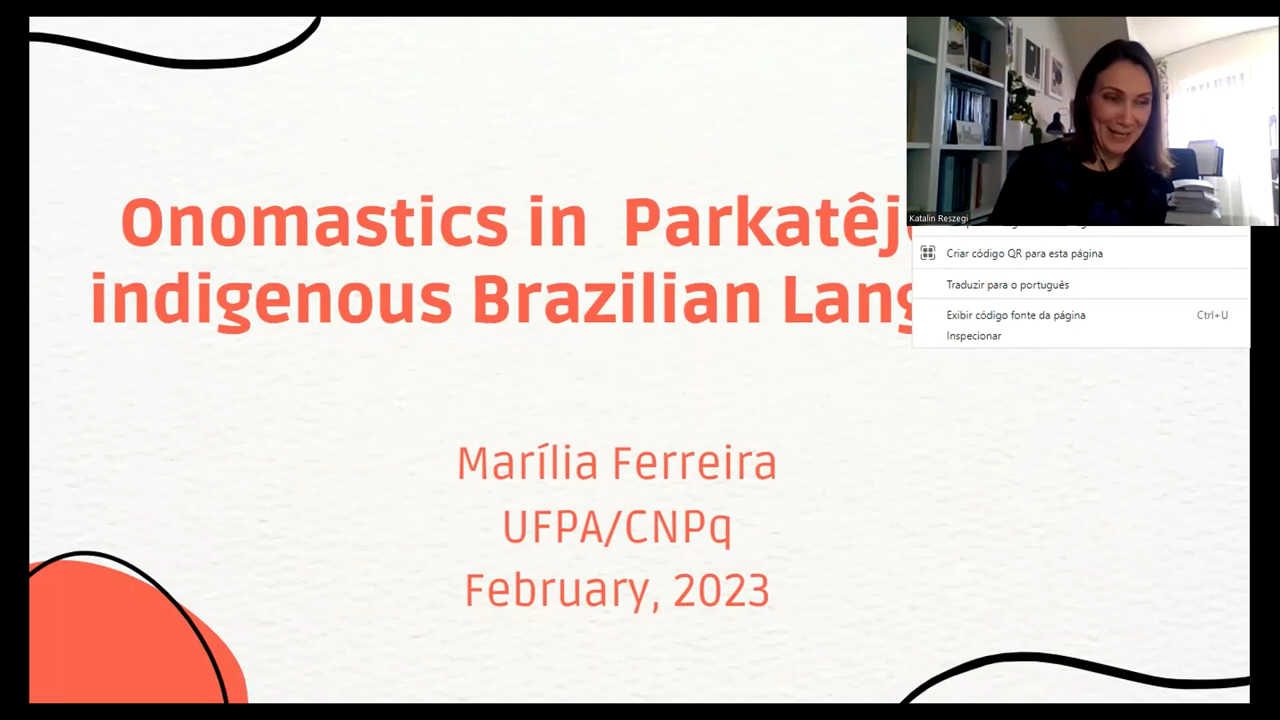 Onomastics in Parkatêj
indigenous Brazilian Lang
Marília Ferreira
UFPA/CNPq
February, 2023
Katalin Reszegi
Criar código QR para esta página
Traduzir para o português
Exibir código fonte da página Ctrl+U
Inspecionar